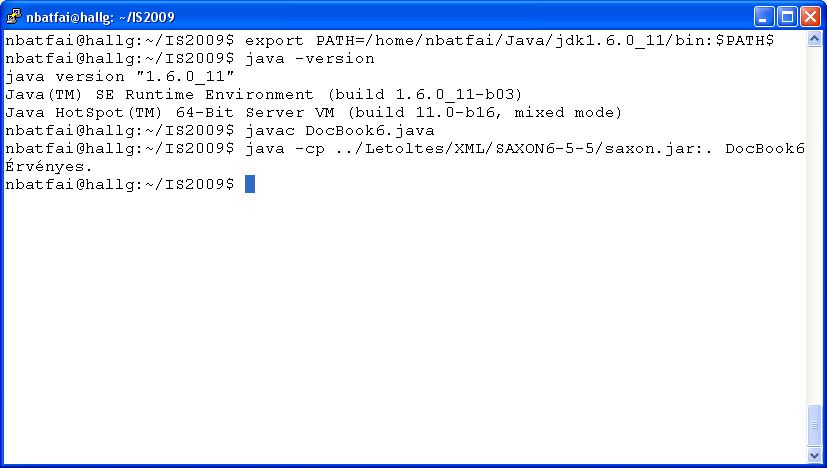 nbatfai@hallg: ~/IS2009
nbatfai@hallg:~/IS2009$ export PATH=/home/nbatfai/Java/jdk1.6.0_11/bin:$PATH$
nbatfai@hallg:~/IS2009$ java -version
java version "1.6.0_11"
Java(TM) SE Runtime Environment (build 1.6.0_11-b03)
Java HotSpot(TM) 64-Bit Server VM (build 11.0-b16, mixed mode)
nbatfai@hallg:~/IS2009$ javac DocBook6.java
nbatfai@hallg:~/IS2009$ java -cp ../Letoltes/XML/SAXON6-5-5/saxon.jar:. DocBook6
Érvényes.
nbatfai@hallg:~/IS2009$